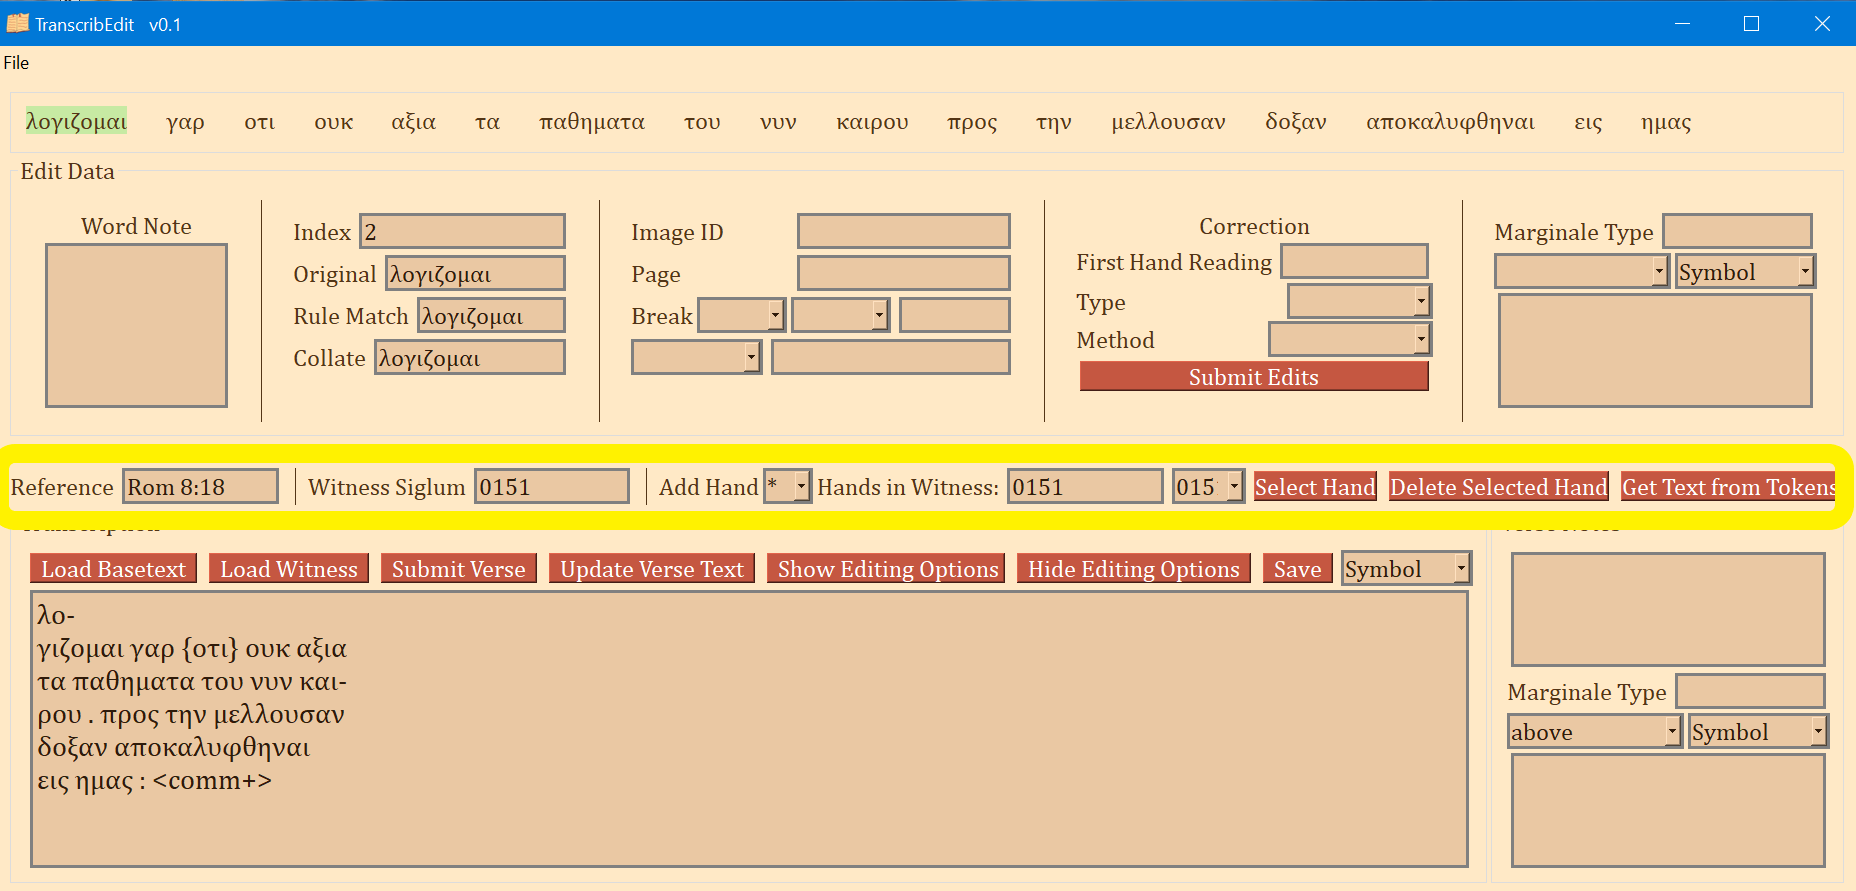 TranscribEdit v0.1
File
λογιζομαι γαρ οτι ουκ αξια τα παθηματα του νυν καιρου προς την μελλουσαν δοξαν αποκαλυφθηναι εις ημας
Edit Data
Word Note
Index 2
Original λογιζομαι
Rule Match λογιζομαι
Collate λογιζομαι
Image ID
Page
Break
Correction
First Hand Reading
Type
Method
Submit Edits
Marginale Type
Symbol
Reference Rom 8:18 Witness Siglum 0151 Add Hand * Hands in Witness: 0151 015 Select Hand Delete Selected Hand Get Text from Tokens
Load Basetext Load Witness Submit Verse Update Verse Text Show Editing Options Hide Editing Options Save Symbol
λο-
γιζομαι γαρ {οτι} ουκ αξια
τα παθηματα του νυν και-
ρου . προς την μελλουσαν
δοξαν αποκαλυφθηναι
εις ημας : <comm+>
Marginale Type
above Symbol